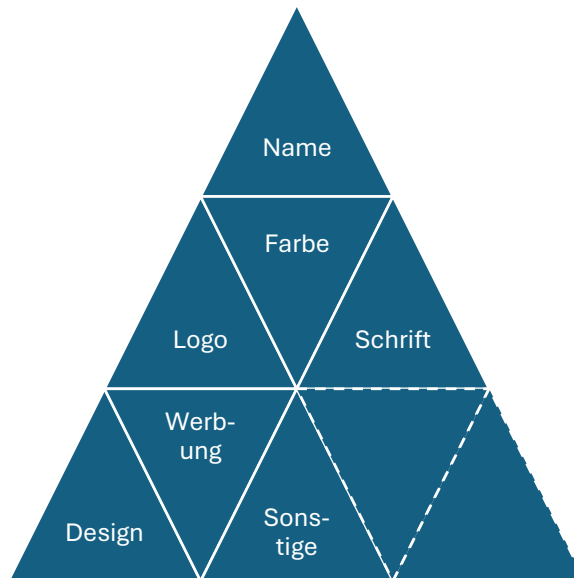 Name
Farbe
Logo
Schrift
Werb-
ung
Design
Sons-
tige